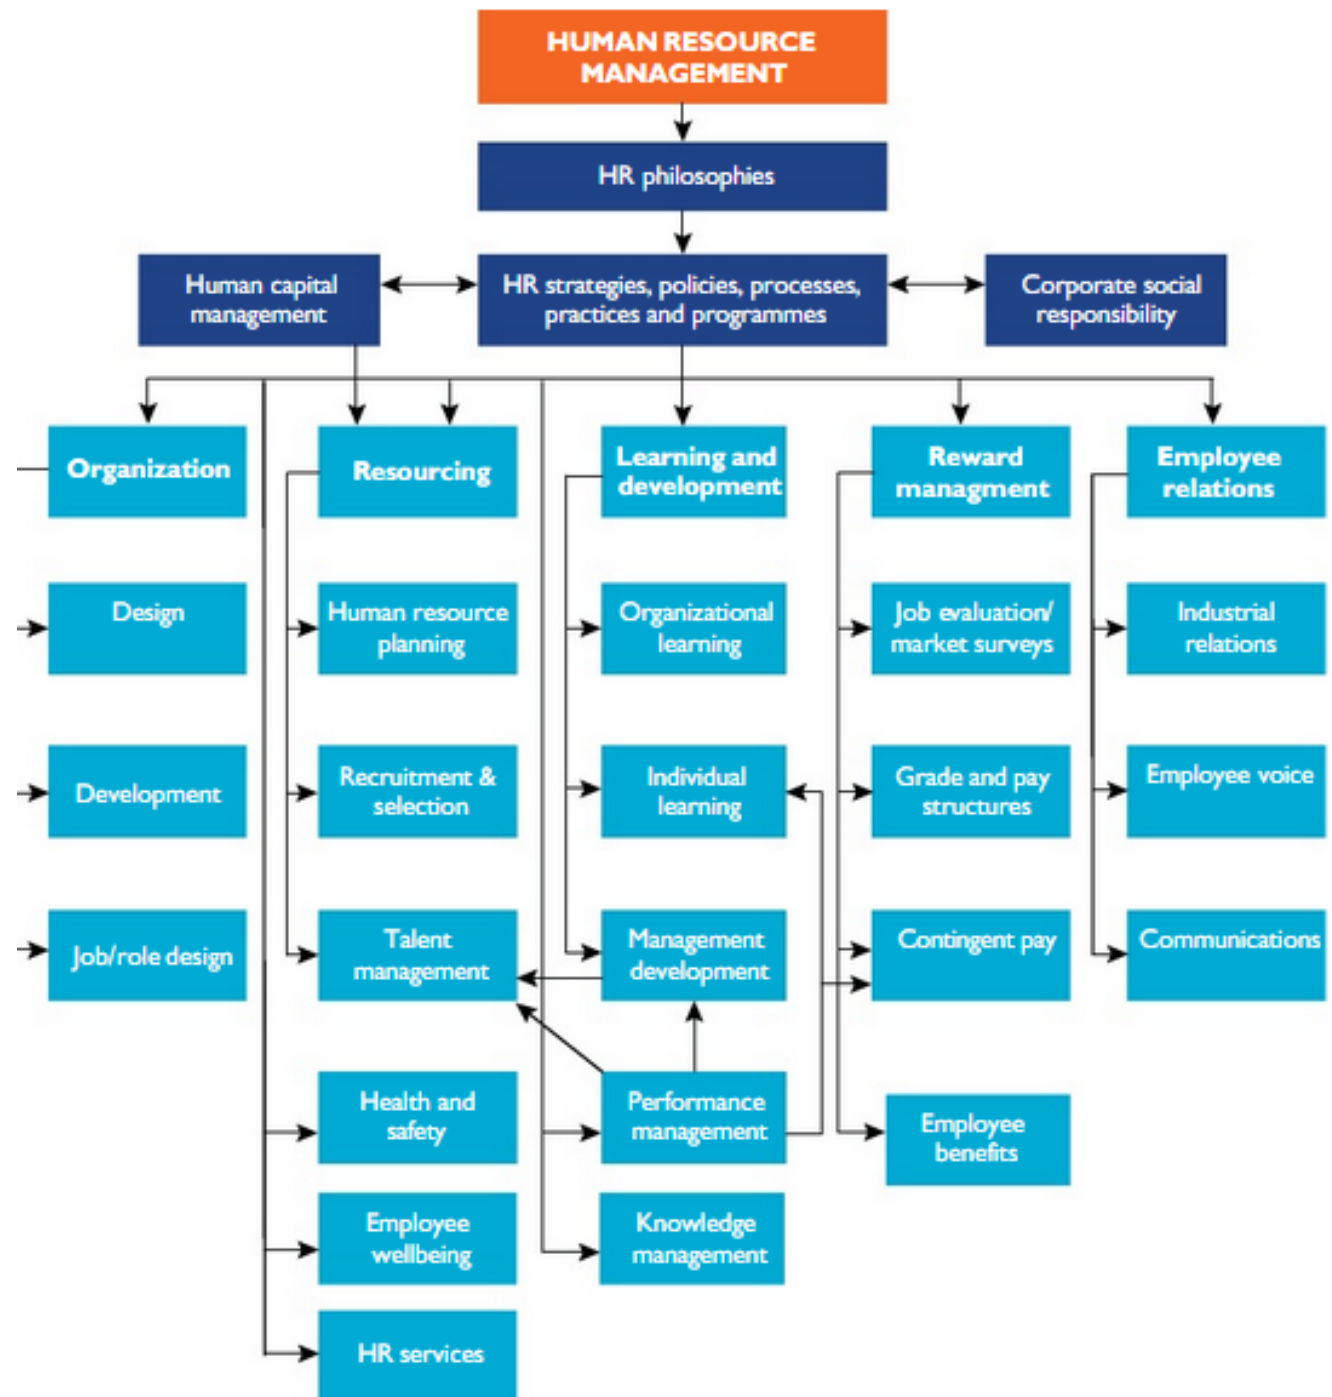 HUMAN RESOURCE
MANAGEMENT
HR philosophies
Human capital
management
HR strategies, policies, processes,
practices and programmes
Corporate social
responsibility
Organization
Resourcing
Learning and
development
Reward
managment
Employee
relations
Design
Human resource
planning
Organizational
learning
Job evaluation/
market surveys
Industrial
relations
Development
Recruitment &
selection
Individual
learning
Grade and pay
structures
Employee voice
Job/role design
Talent
management
Management
development
Contingent pay
Communications
Health and
safety
Performance
management
Employee
benefits
Employee
wellbeing
Knowledge
management
HR services